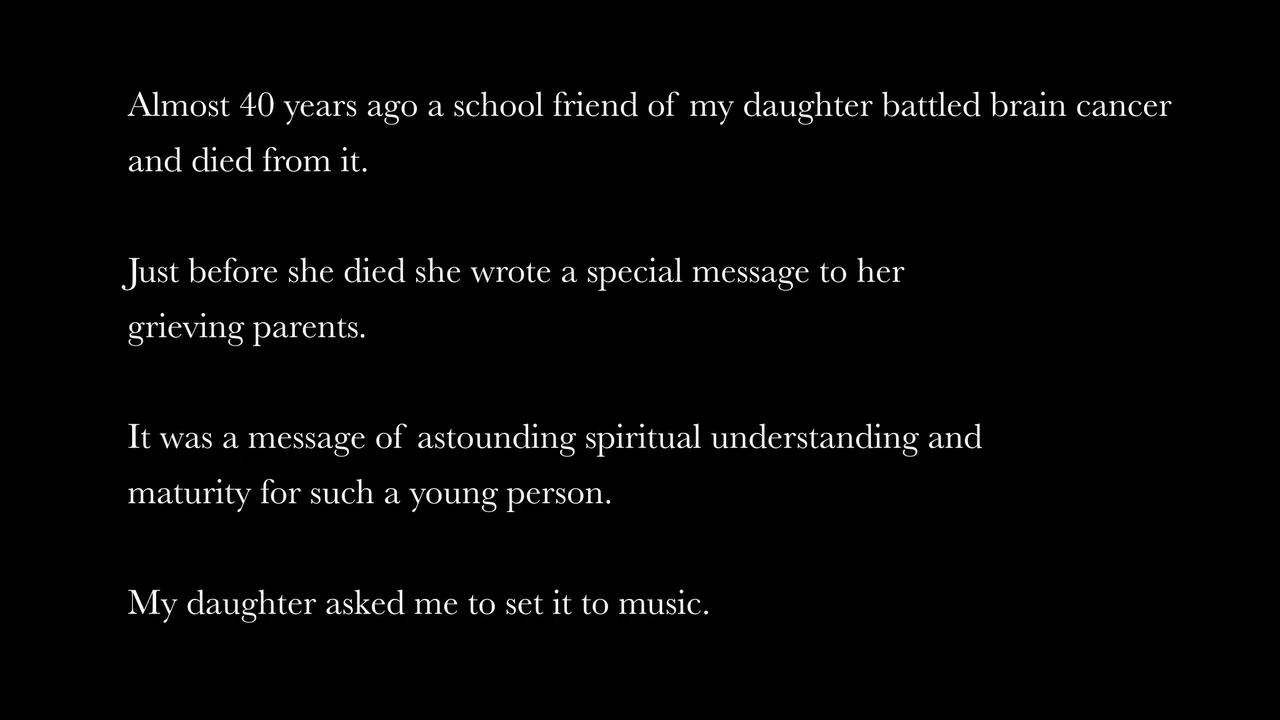 Almost 40 years ago a school friend of my daughter battled brain cancer
and died from it.
Just before she died she wrote a special message to her
grieving parents.
It was a message of astounding spiritual understanding and
maturity for such a young person.
My daughter asked me to set it to music.